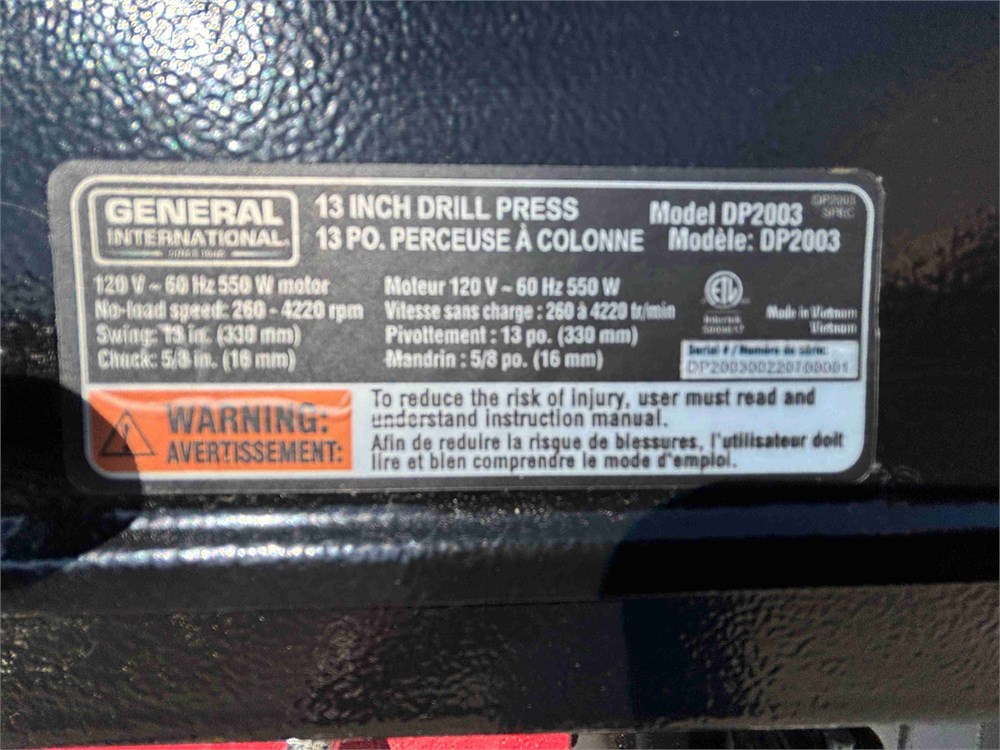 GENERAL
INTERNATIONAL
13 INCH DRILL PRESS
13 PO. PERCEUSE À COLONNE
Model DP2003
Modèle: DP2003
DP2003
SPEC
120 V ~ 60 Hz 550 W motor
No-load speed: 260 - 4220 rpm
Swing: 13 in. (330 mm)
Chuck: 5/8 in. (16 mm)
Moteur 120 V ~ 60 Hz 550 W
Vitesse sans charge : 260 à 4220 tr/min
Pivottement : 13 po. (330 mm)
Mandrin : 5/8 po. (16 mm)
ETL
Intertek
Made in Vietnam
Vietnam
Serial # / Numéro de série:
DP200300220700001
WARNING:
AVERTISSEMENT:
To reduce the risk of injury, user must read and
understand instruction manual.
Afin de reduire la risque de blessures, l'utilisateur doit
lire et bien comprendre le mode d'emploi.